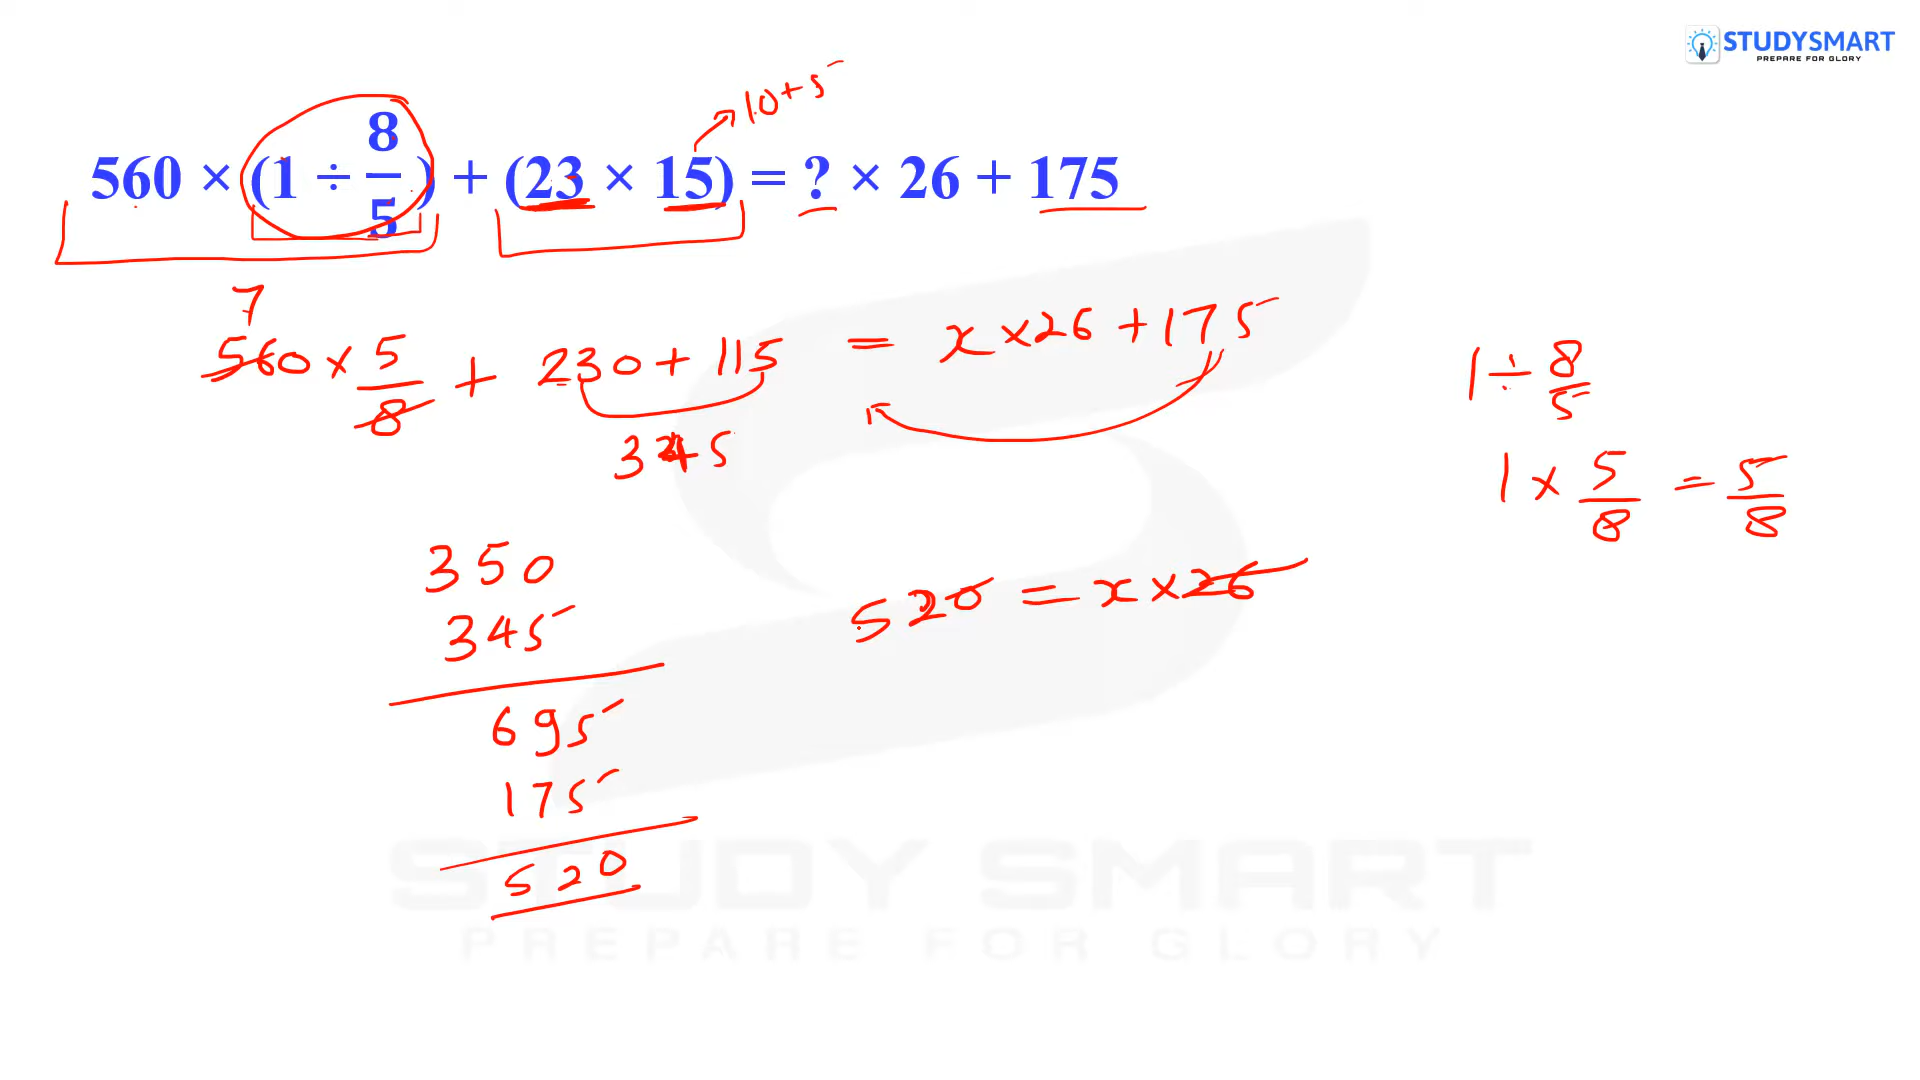 STUDYSMART
PREPARE FOR GLORY
10+5
560 × (1 ÷ 8/5) + (23 × 15) = ? × 26 + 175
7
560 × 5/8 + 230 + 115 = x × 26 + 175
345
1 ÷ 8/5
1 × 5/8 = 5/8
350
345
695
175
520
520 = x × 26
STUDY SMART
PREPARE FOR GLORY